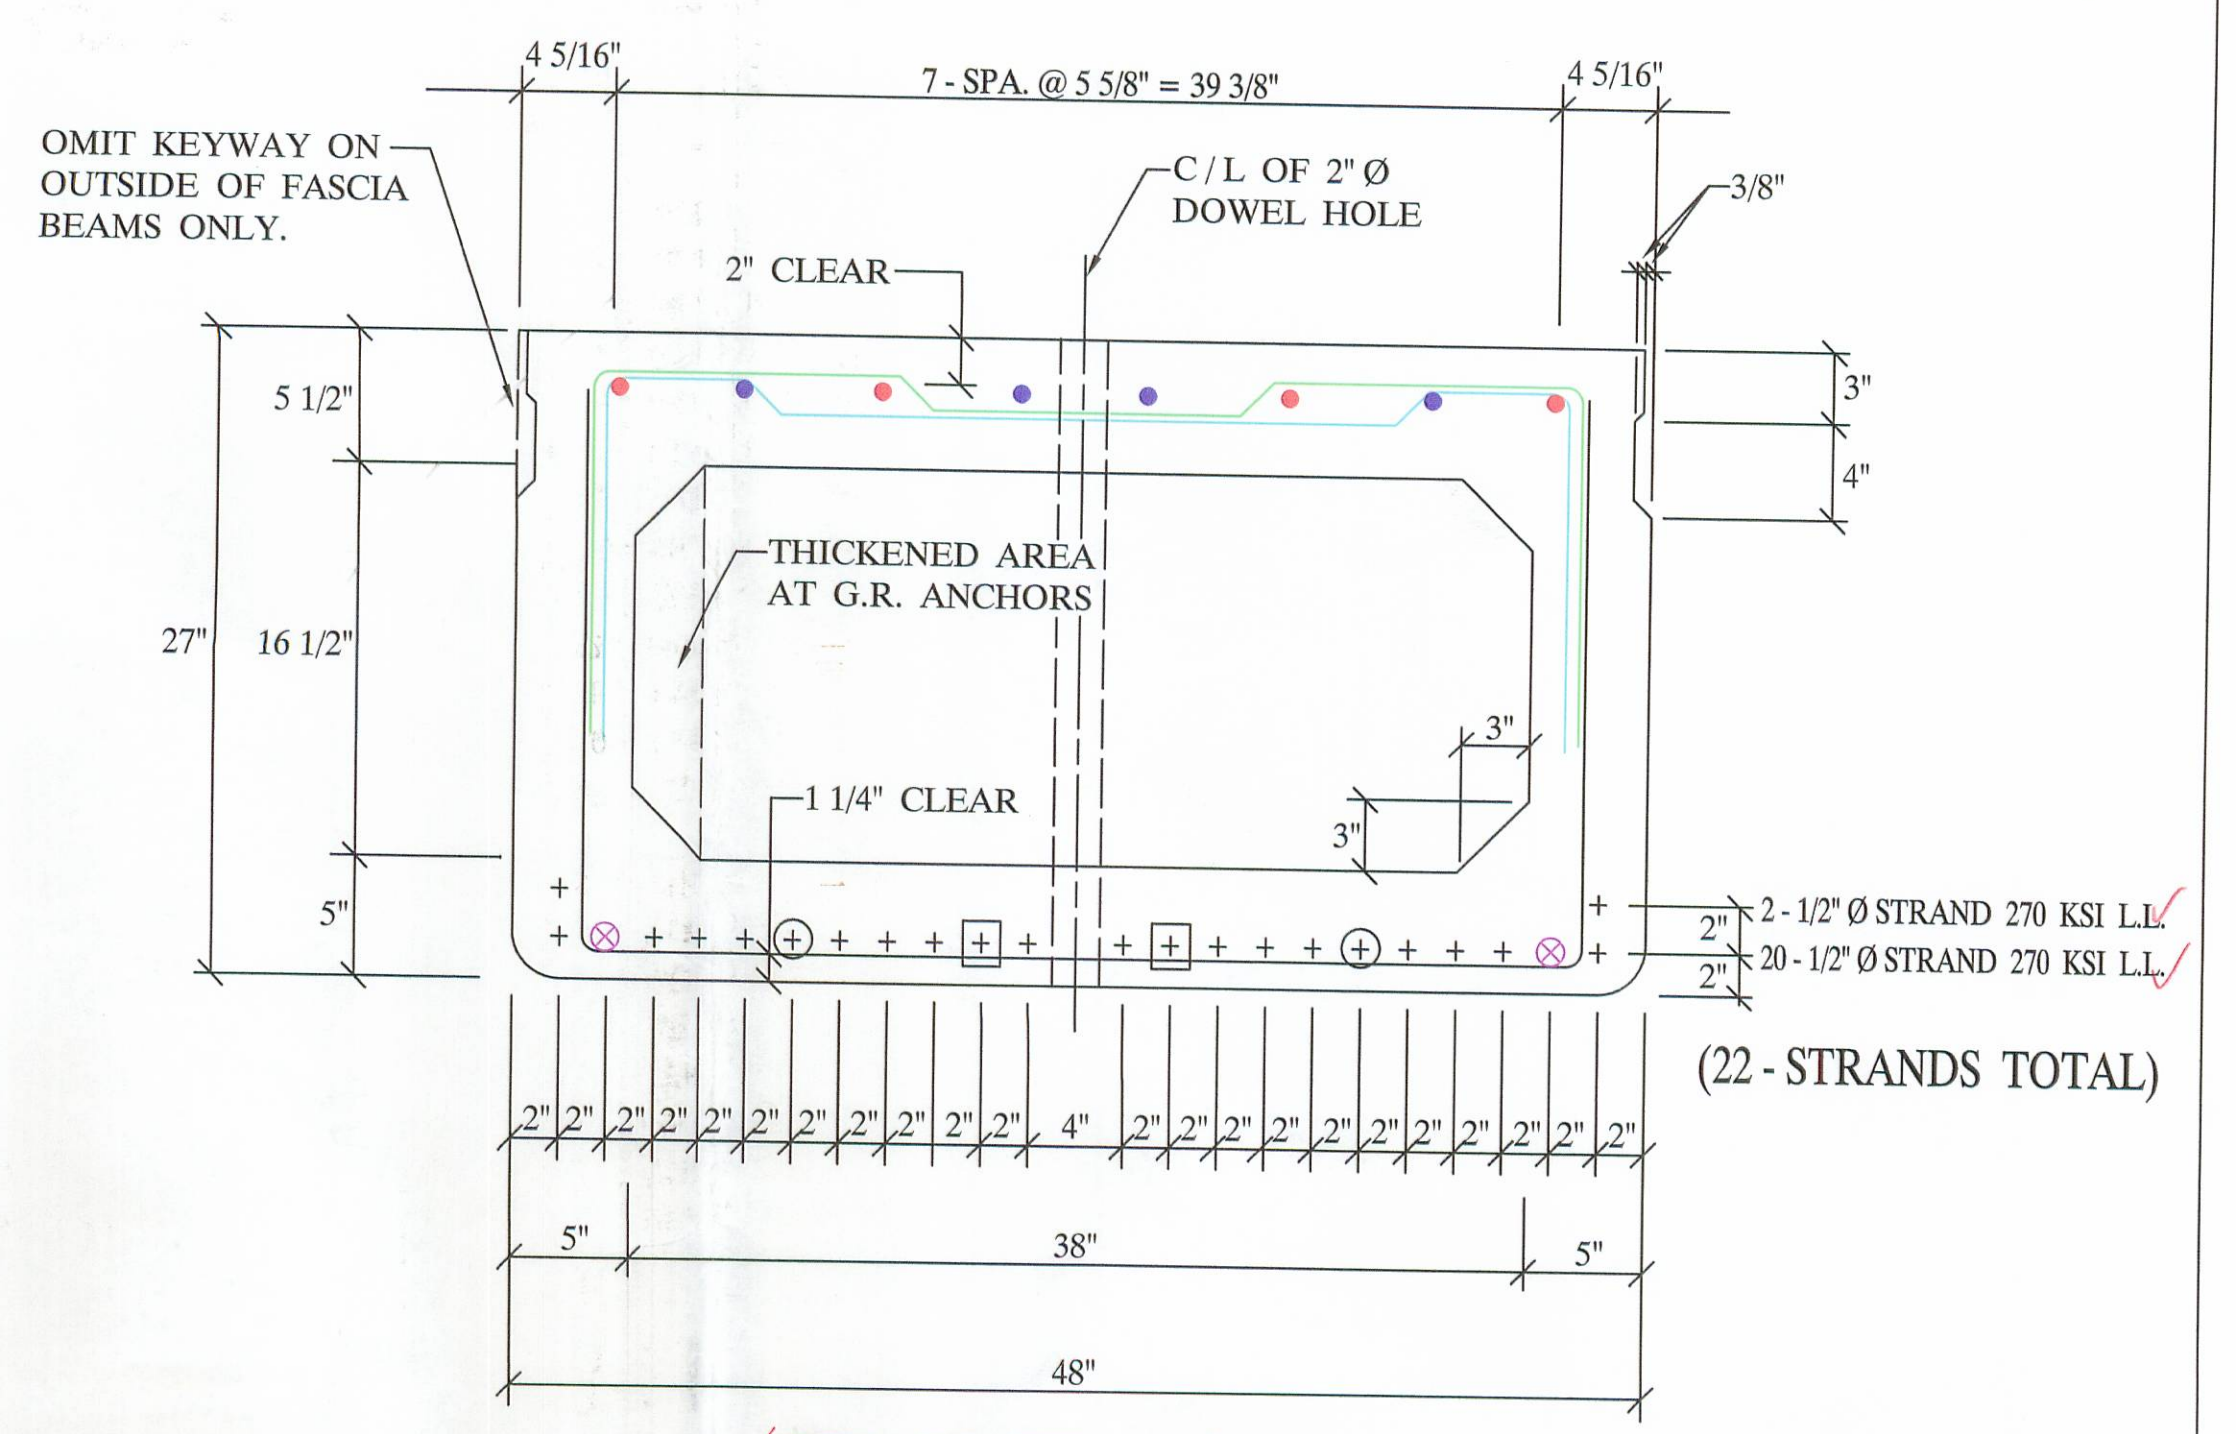 4 5/16"
7 - SPA. @ 5 5/8" = 39 3/8"
4 5/16"
OMIT KEYWAY ON
OUTSIDE OF FASCIA
BEAMS ONLY.
C / L OF 2" Ø
DOWEL HOLE
3/8"
2" CLEAR
5 1/2"
3"
4"
THICKENED AREA
AT G.R. ANCHORS
27"
16 1/2"
3"
1 1/4" CLEAR
3"
5"
2 - 1/2" Ø STRAND 270 KSI L.L.
2"
20 - 1/2" Ø STRAND 270 KSI L.L.
2"
(22 - STRANDS TOTAL)
2" 2" 2" 2" 2" 2" 2" 2" 2" 2" 2" 4" 2" 2" 2" 2" 2" 2" 2" 2" 2" 2" 2"
5" 38" 5"
48"